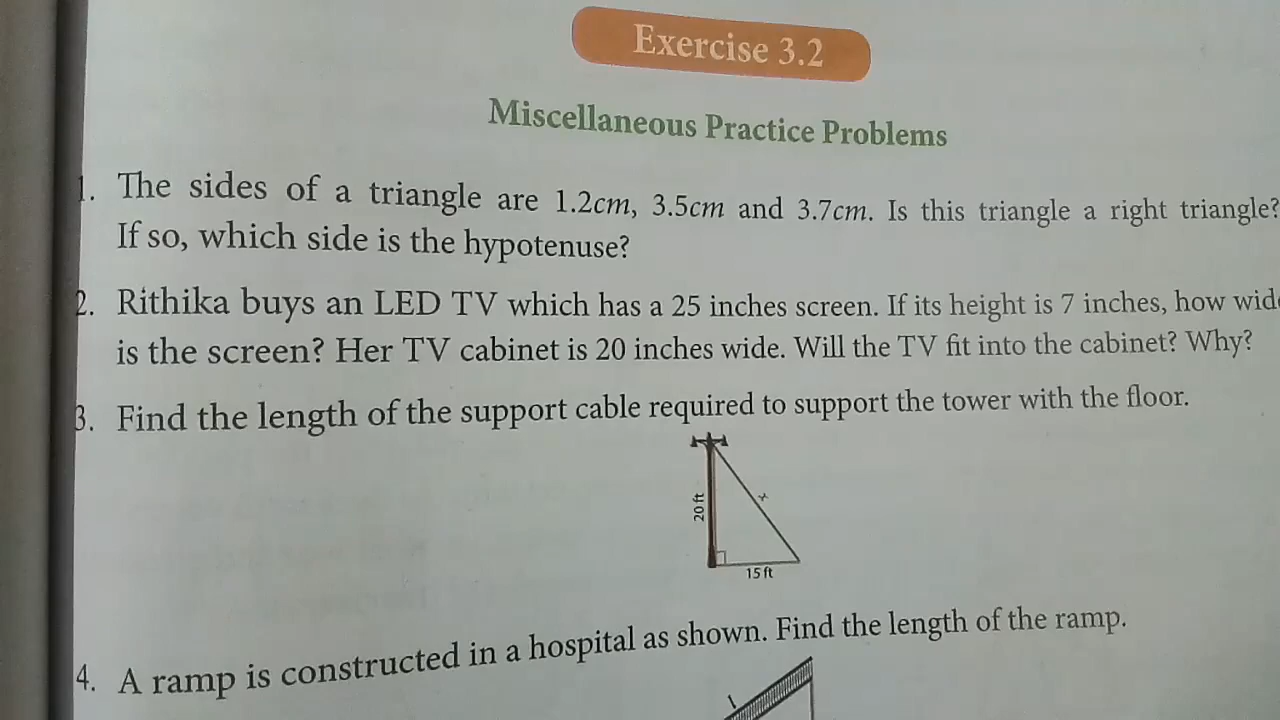 Exercise 3.2
Miscellaneous Practice Problems
1. The sides of a triangle are 1.2cm, 3.5cm and 3.7cm. Is this triangle a right triangle?
If so, which side is the hypotenuse?
2. Rithika buys an LED TV which has a 25 inches screen. If its height is 7 inches, how
is the screen? Her TV cabinet is 20 inches wide. Will the TV fit into the cabinet? Why?
3. Find the length of the support cable required to support the tower with the floor.
20 ft
x
15 ft
4. A ramp is constructed in a hospital as shown. Find the length of the ramp.
l